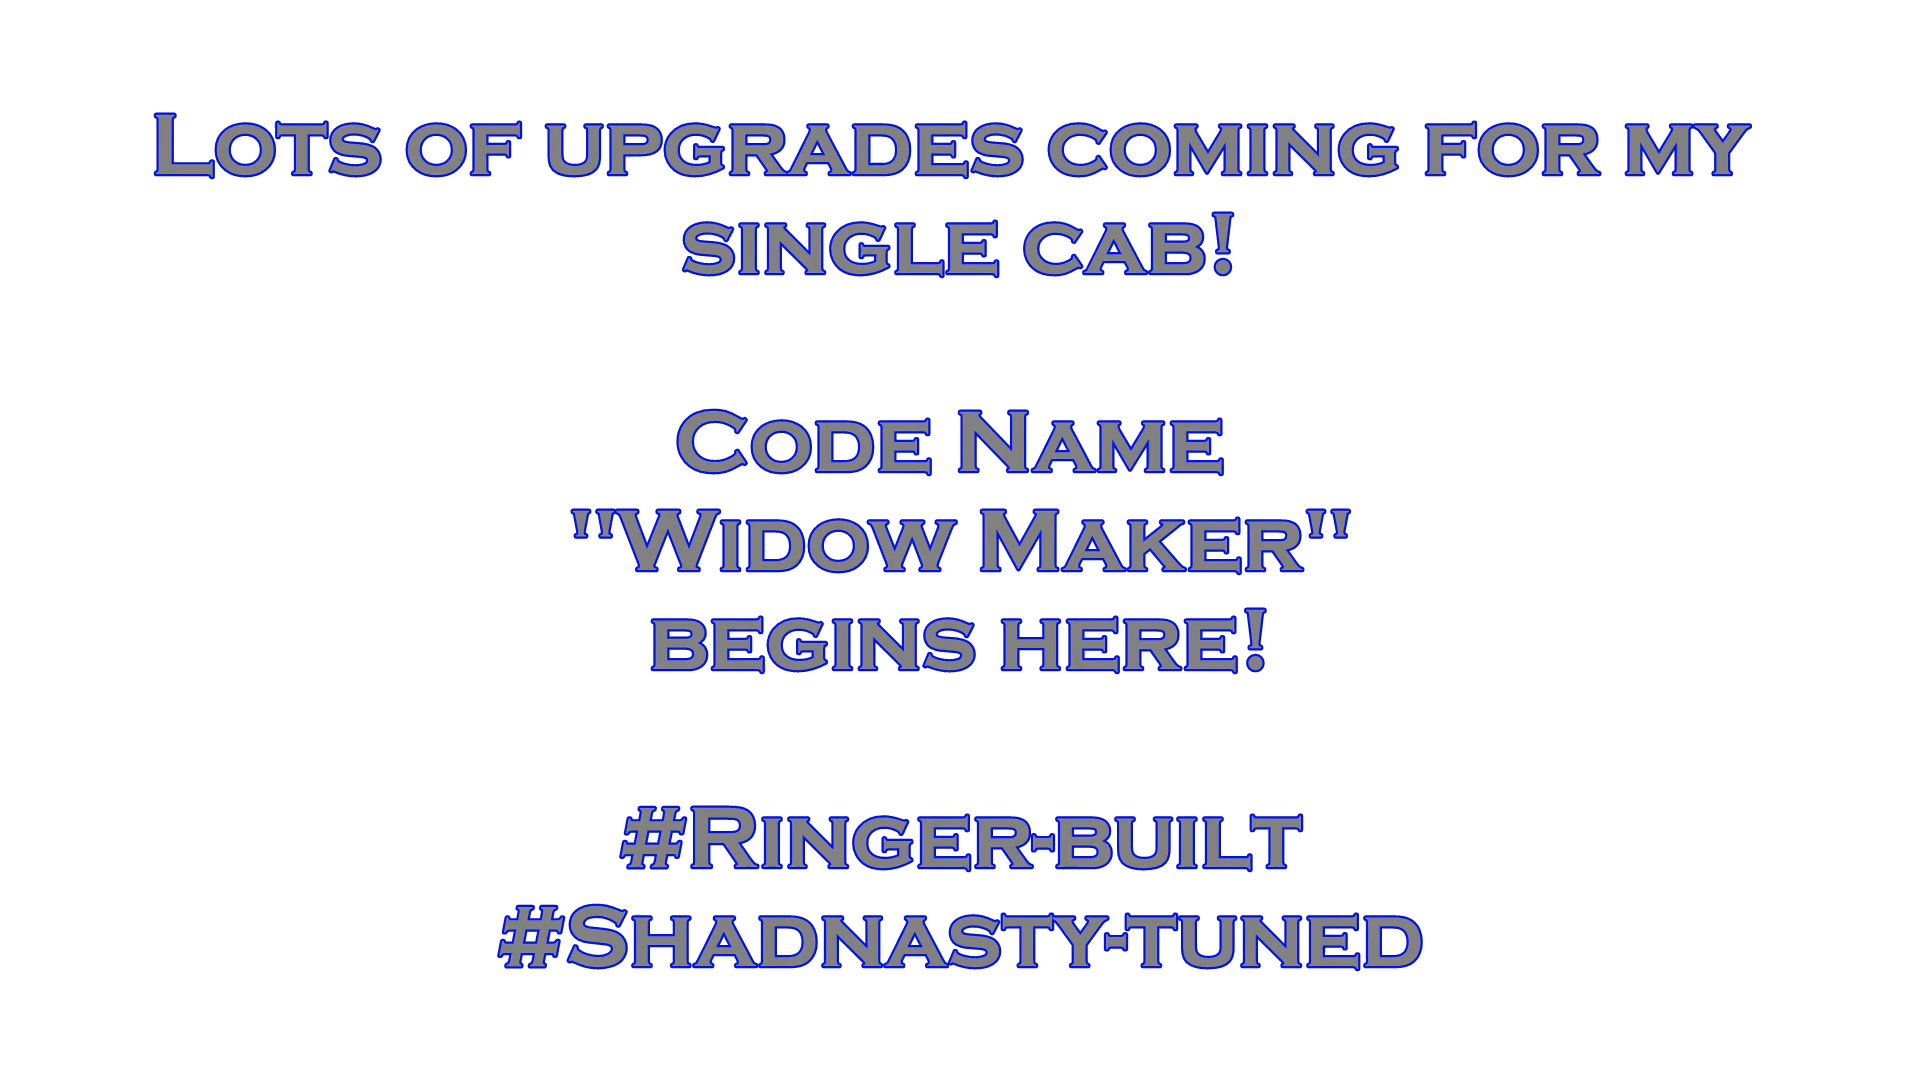 Lots of upgrades coming for my
single cab!
Code Name
"Widow Maker"
begins here!
#Ringer-built
#Shadnasty-tuned